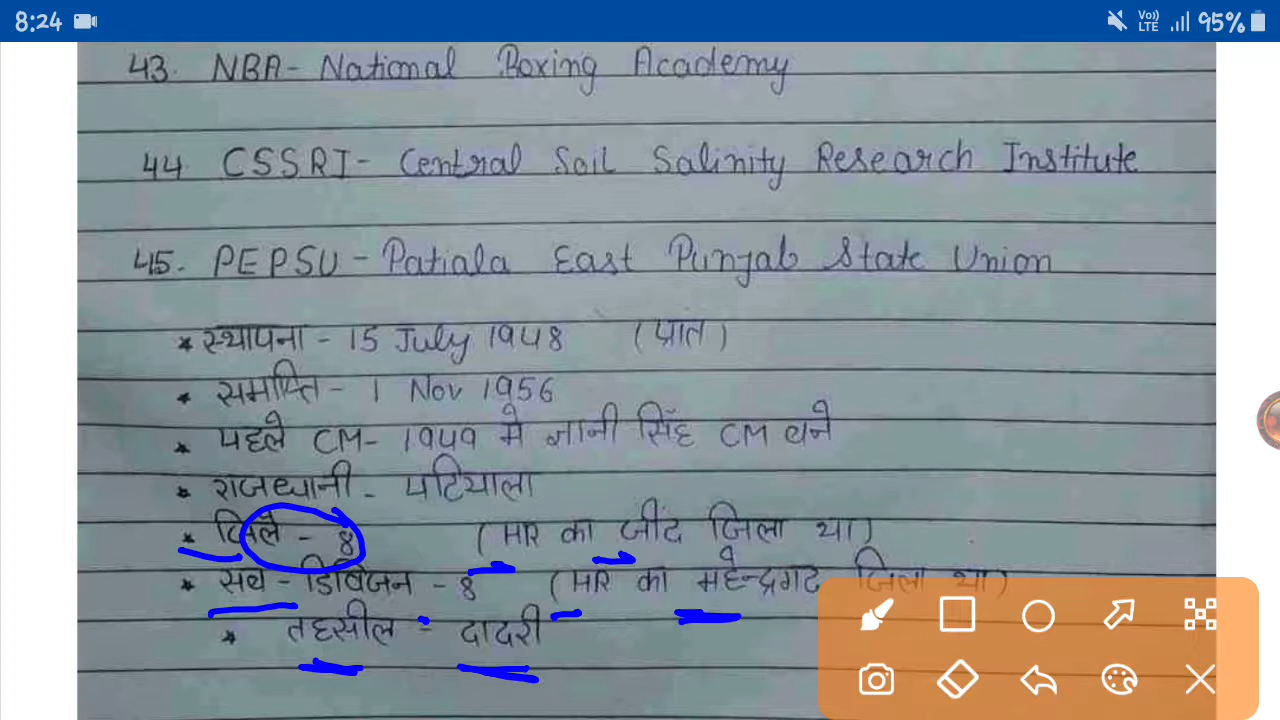 8:24 Vo) LTE 95%
43. NBA - National Boxing Academy
44 CSSRI - Central Soil Salinity Research Institute
45. PEPSU - Patiala East Punjab State Union
* स्थापना - 15 July 1948 (प्रांत)
* समाप्ति - 1 Nov 1956
* पहले CM - 1949 मे ज्ञानी सिंह CM बने
* राजधानी - पटियाला
* जिले - 8 (HR का जींद जिला था)
* सब - डिविजन - 8 (HR का महेन्द्रगढ जिला था)
* तहसील - दादरी